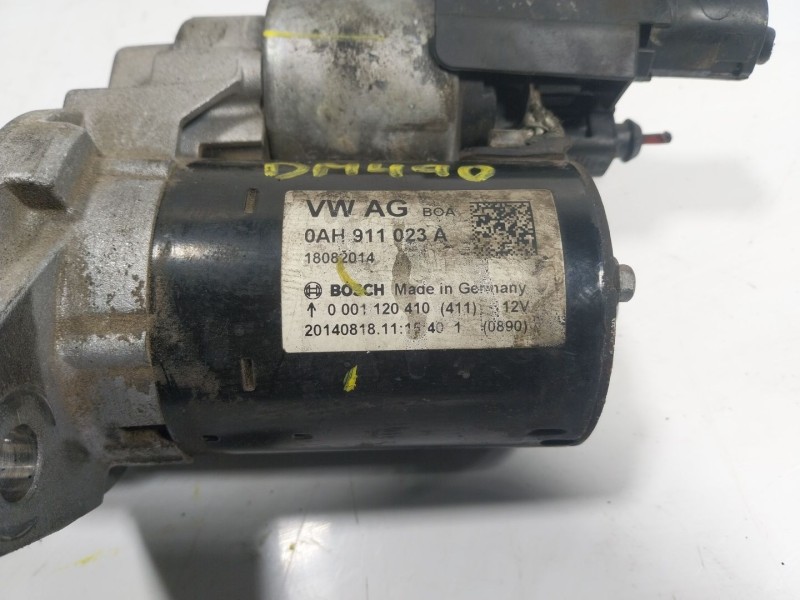 DM440
VW AG BOA
0AH 911 023 A
18082014
BOSCH Made in Germany
↑ 0 001 120 410 (411) 12V
20140818.11:15:40 1 (0890)